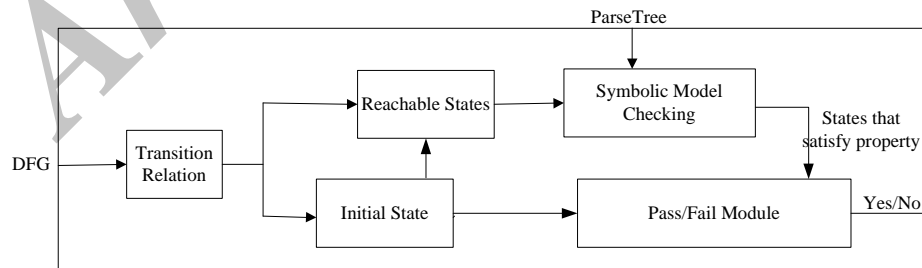 ParseTree
Reachable States
Symbolic Model
Checking
States that
satisfy property
DFG
Transition
Relation
Initial State
Pass/Fail Module
Yes/No